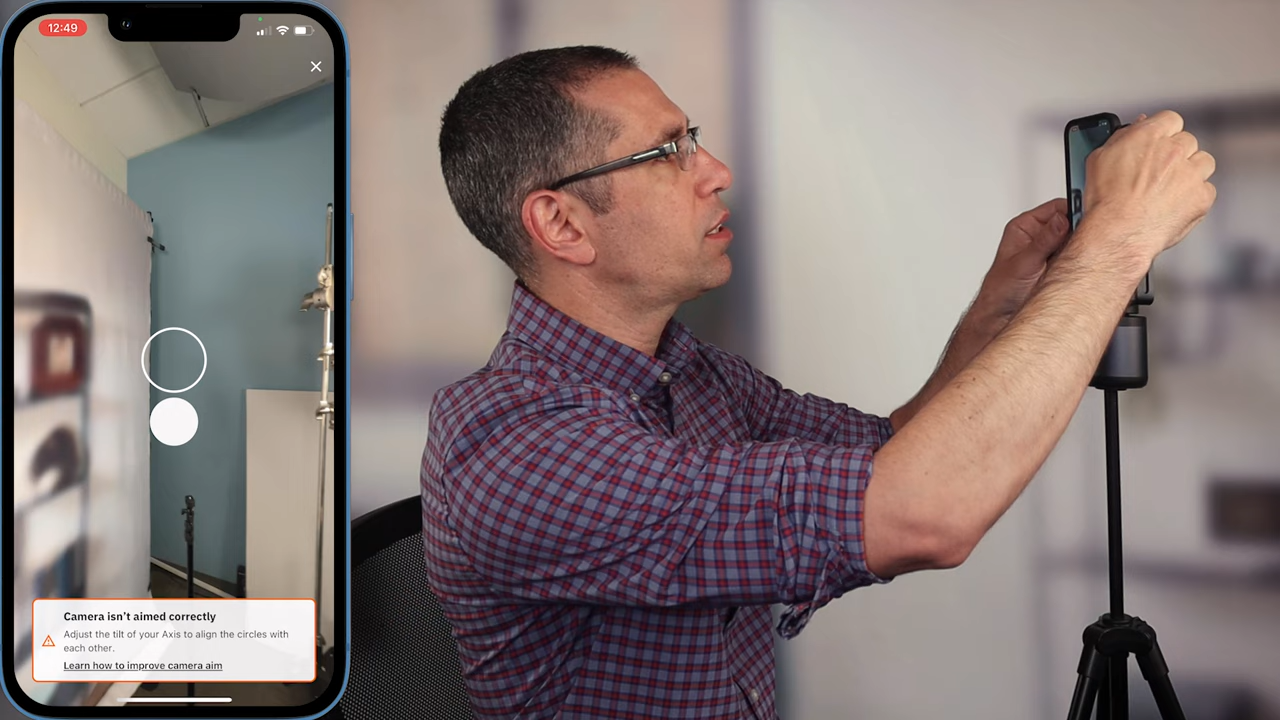 12:49
Camera isn't aimed correctly
Adjust the tilt of your Axis to align the circles with
each other.
Learn how to improve camera aim